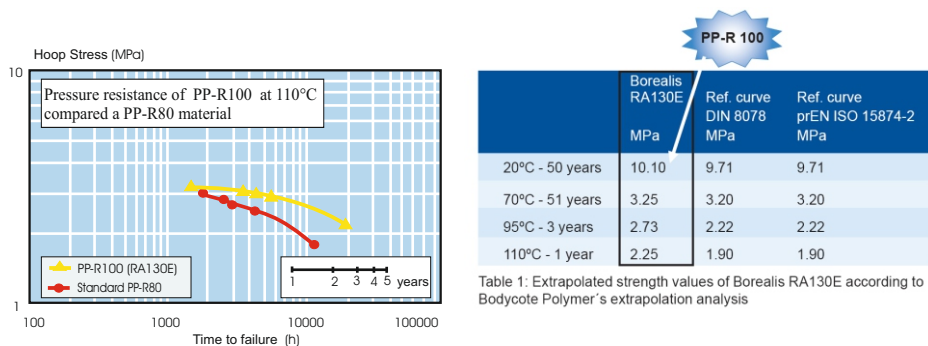 Hoop Stress (MPa)
10
Pressure resistance of PP-R100 at 110°C
compared a PP-R80 material
PP-R100 (RA130E)
Standard PP-R80
1 2 3 4 5 years
1
100 1000 10000 100000
Time to failure (h)
PP-R 100
Borealis
RA130E Ref. curve Ref. curve
DIN 8078 prEN ISO 15874-2
MPa MPa MPa
20ºC - 50 years 10.10 9.71 9.71
70ºC - 51 years 3.25 3.20 3.20
95ºC - 3 years 2.73 2.22 2.22
110ºC - 1 year 2.25 1.90 1.90
Table 1: Extrapolated strength values of Borealis RA130E according to
Bodycote Polymer´s extrapolation analysis